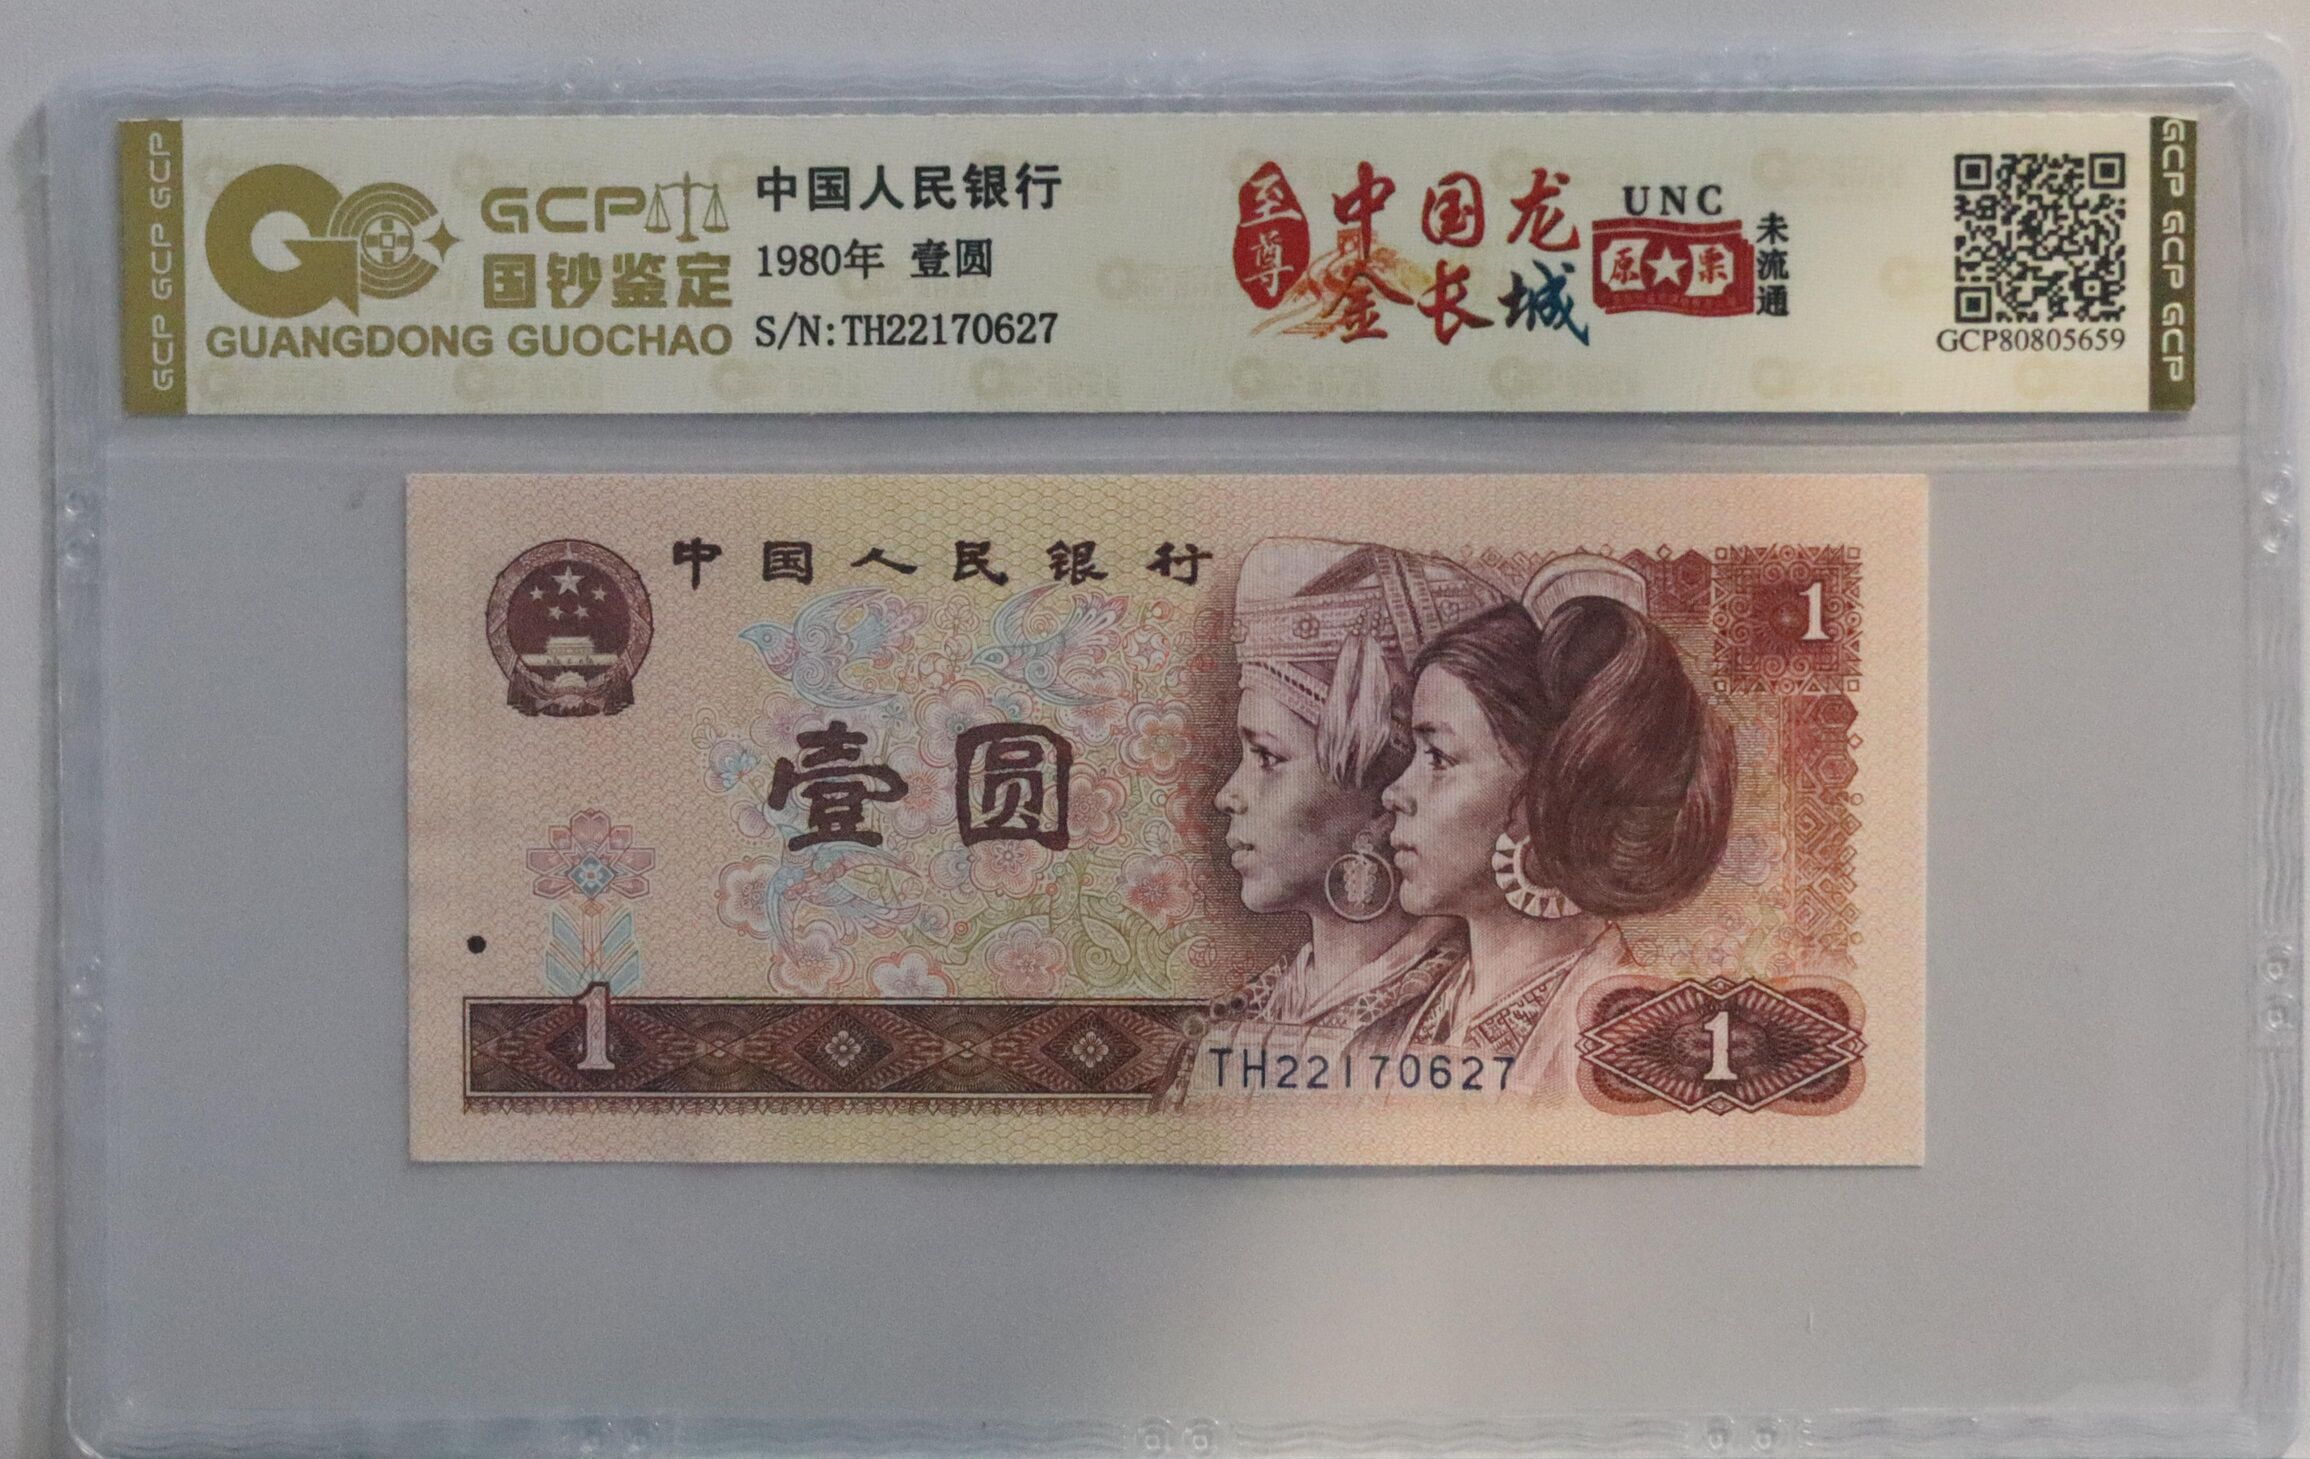 GCP GCP GCP
GCP
国钞鉴定
GUANGDONG GUOCHAO
中国人民银行
1980年 壹圆
S/N:TH22170627
至尊
中国龙
金长城
UNC
原★票
未流通
GCP80805659
GCP GCP GCP
中国人民银行
1
壹圆
1
TH22170627
1